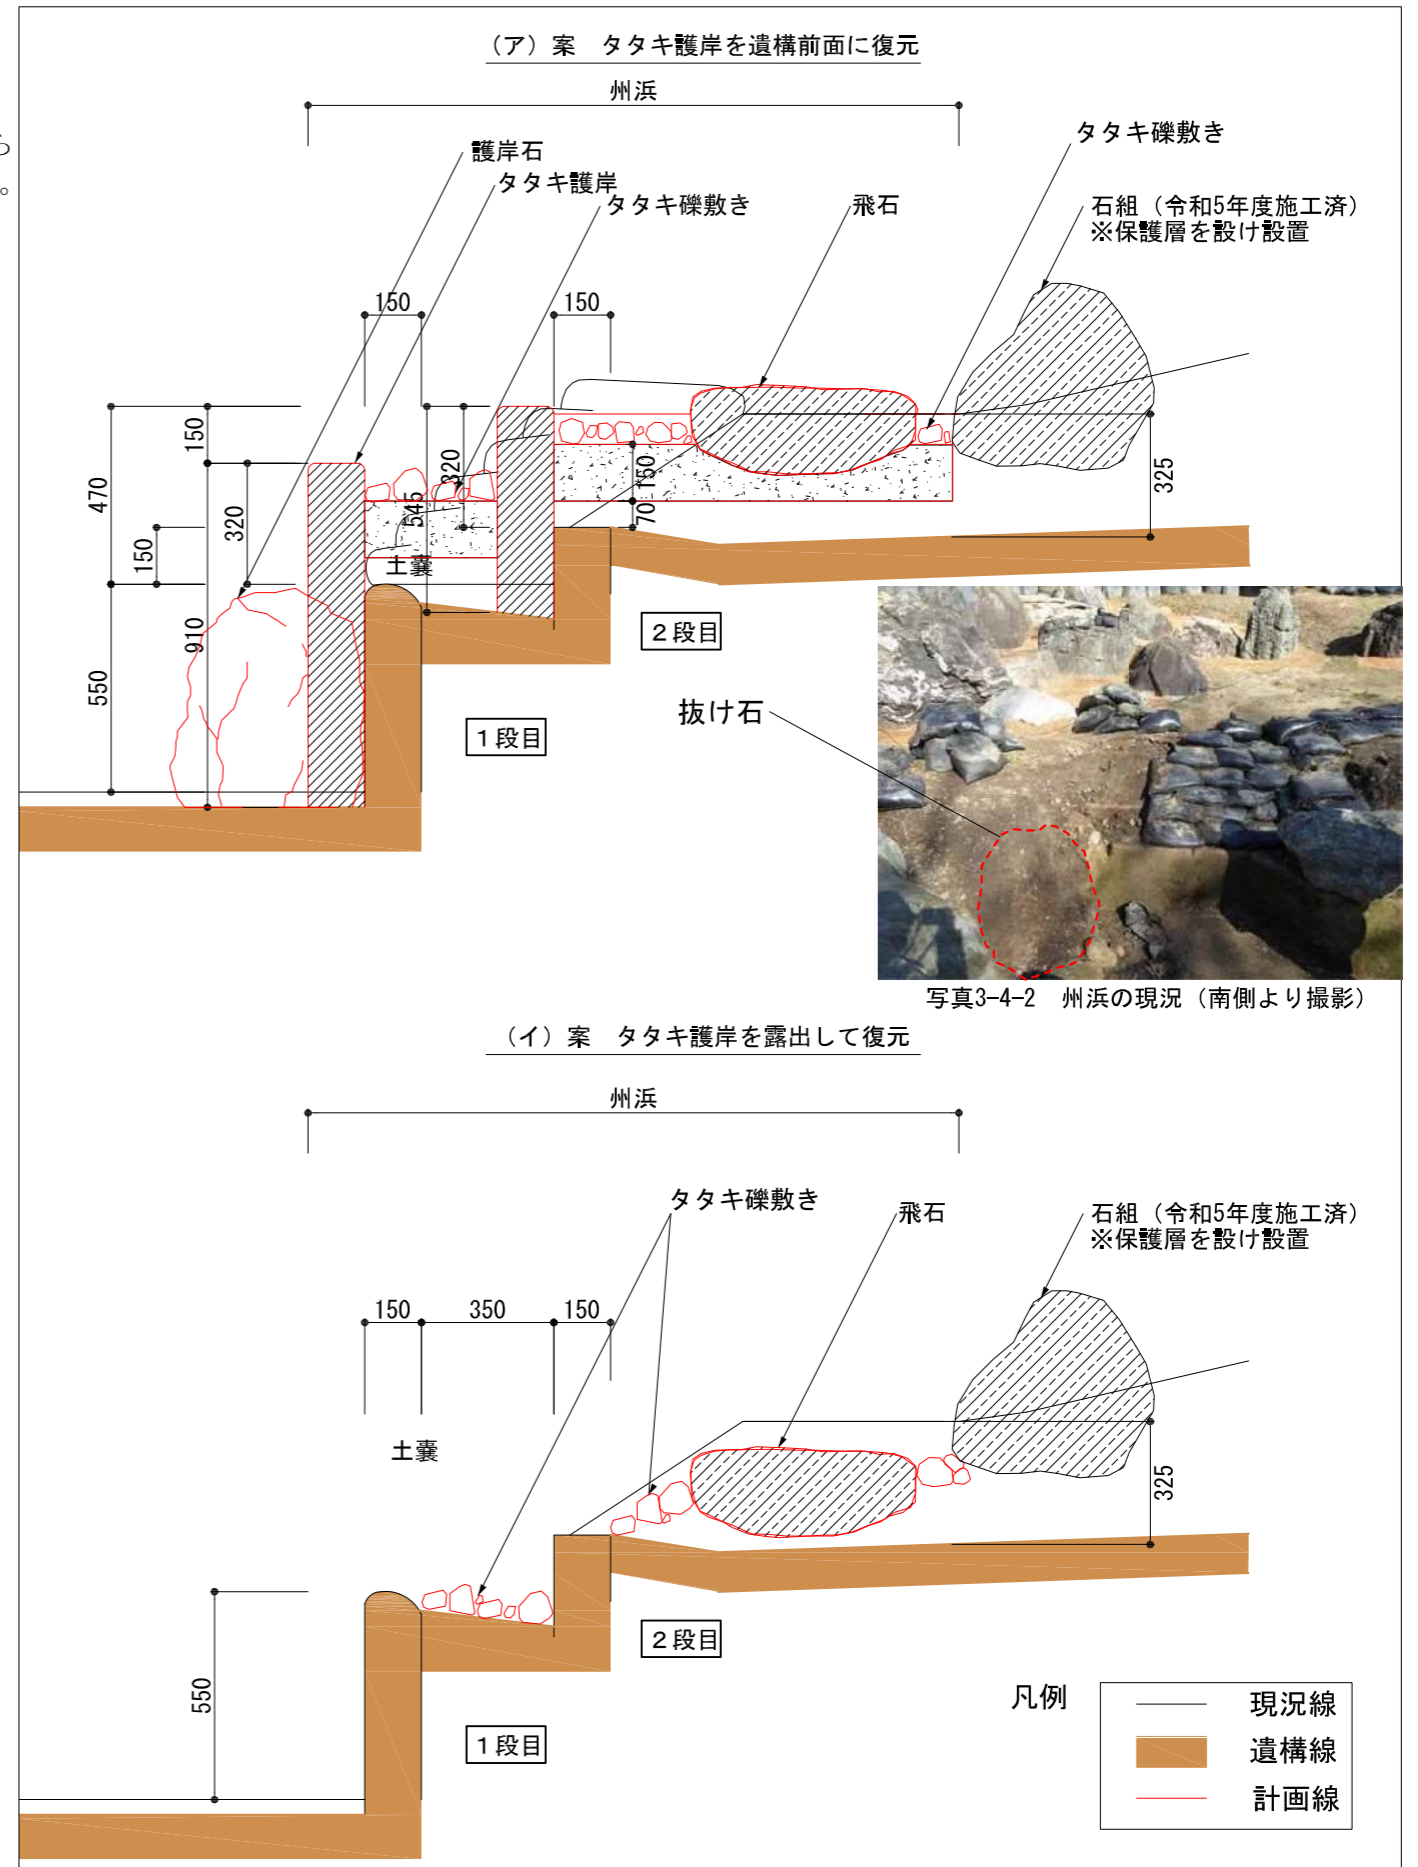 (ア)案　タタキ護岸を遺構前面に復元
州浜
ら
。
護岸石
タタキ護岸
タタキ礫敷き
飛石
タタキ礫敷き
石組(令和5年度施工済)
※保護層を設け設置
150
150
150
470
320
150
910
550
545
320
150
70
325
土嚢
2段目
1段目
抜け石
写真3-4-2　州浜の現況(南側より撮影)
(イ)案　タタキ護岸を露出して復元
州浜
タタキ礫敷き
飛石
石組(令和5年度施工済)
※保護層を設け設置
150
350
150
土嚢
325
550
2段目
1段目
凡例
現況線
遺構線
計画線